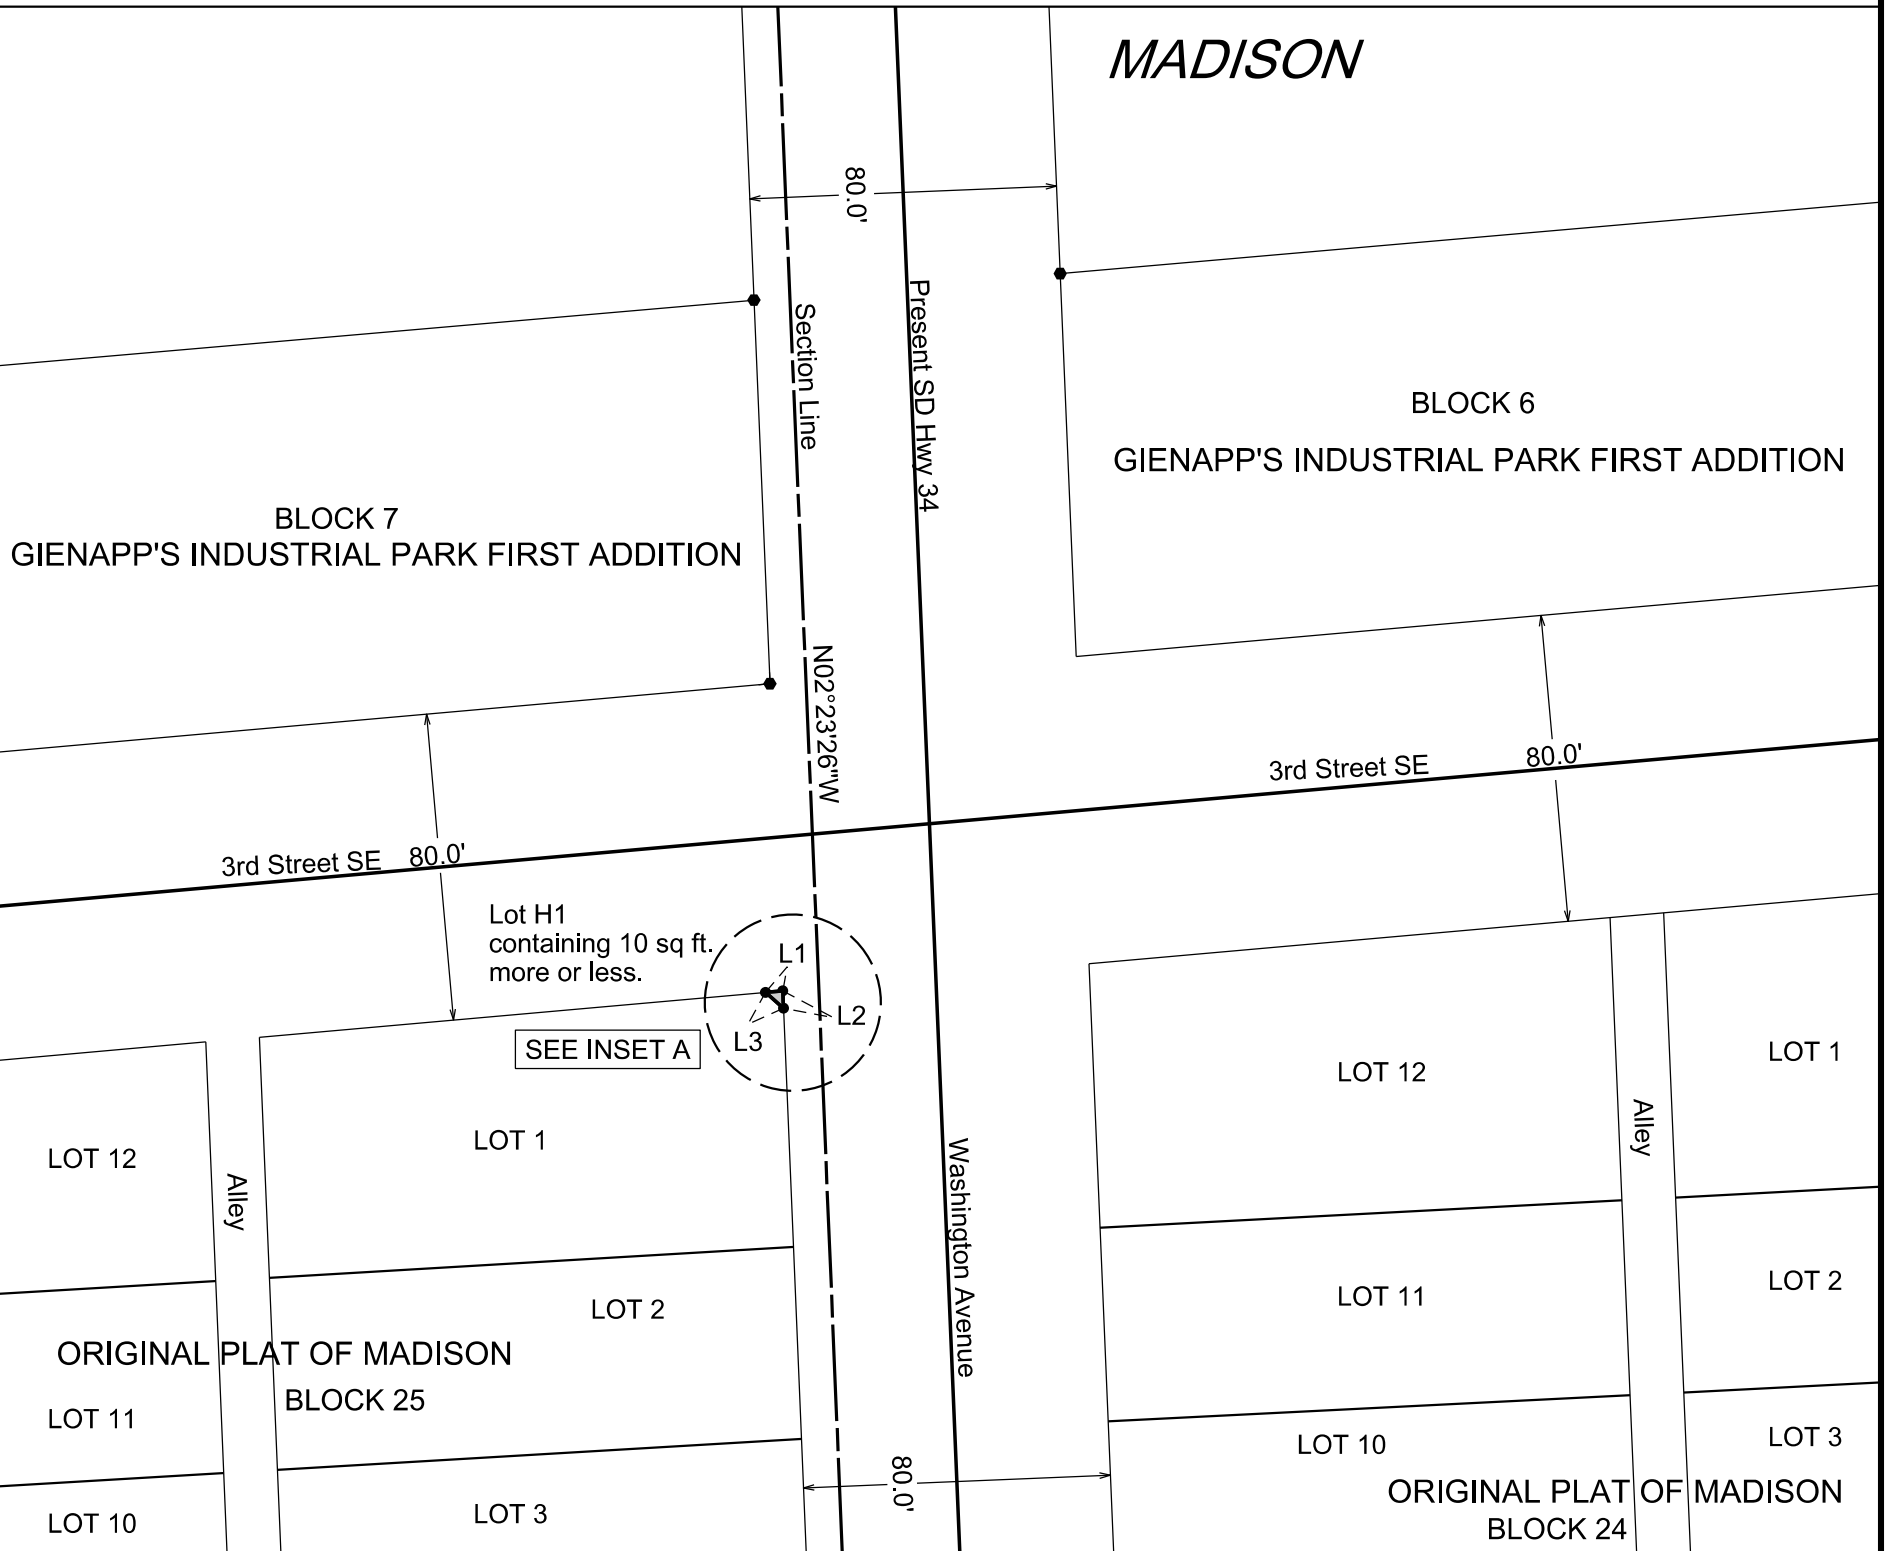 MADISON
80.0'
Section Line
Present SD Hwy 34
BLOCK 6
GIENAPP'S INDUSTRIAL PARK FIRST ADDITION
BLOCK 7
GIENAPP'S INDUSTRIAL PARK FIRST ADDITION
N02°23'26"W
3rd Street SE
80.0'
3rd Street SE
80.0'
Lot H1
containing 10 sq ft.
more or less.
L1
L2
L3
SEE INSET A
LOT 12
LOT 1
LOT 1
LOT 12
Alley
Alley
Washington Avenue
LOT 11
LOT 2
LOT 2
ORIGINAL PLAT OF MADISON
BLOCK 25
LOT 11
LOT 10
LOT 3
80.0'
ORIGINAL PLAT OF MADISON
BLOCK 24
LOT 10
LOT 3